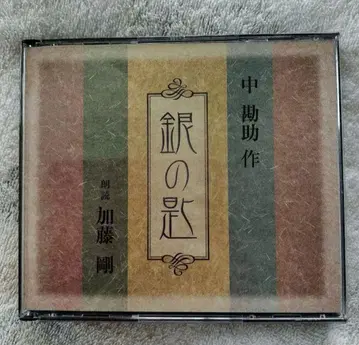 中 勘助 作
銀の匙
朗読 加藤 剛